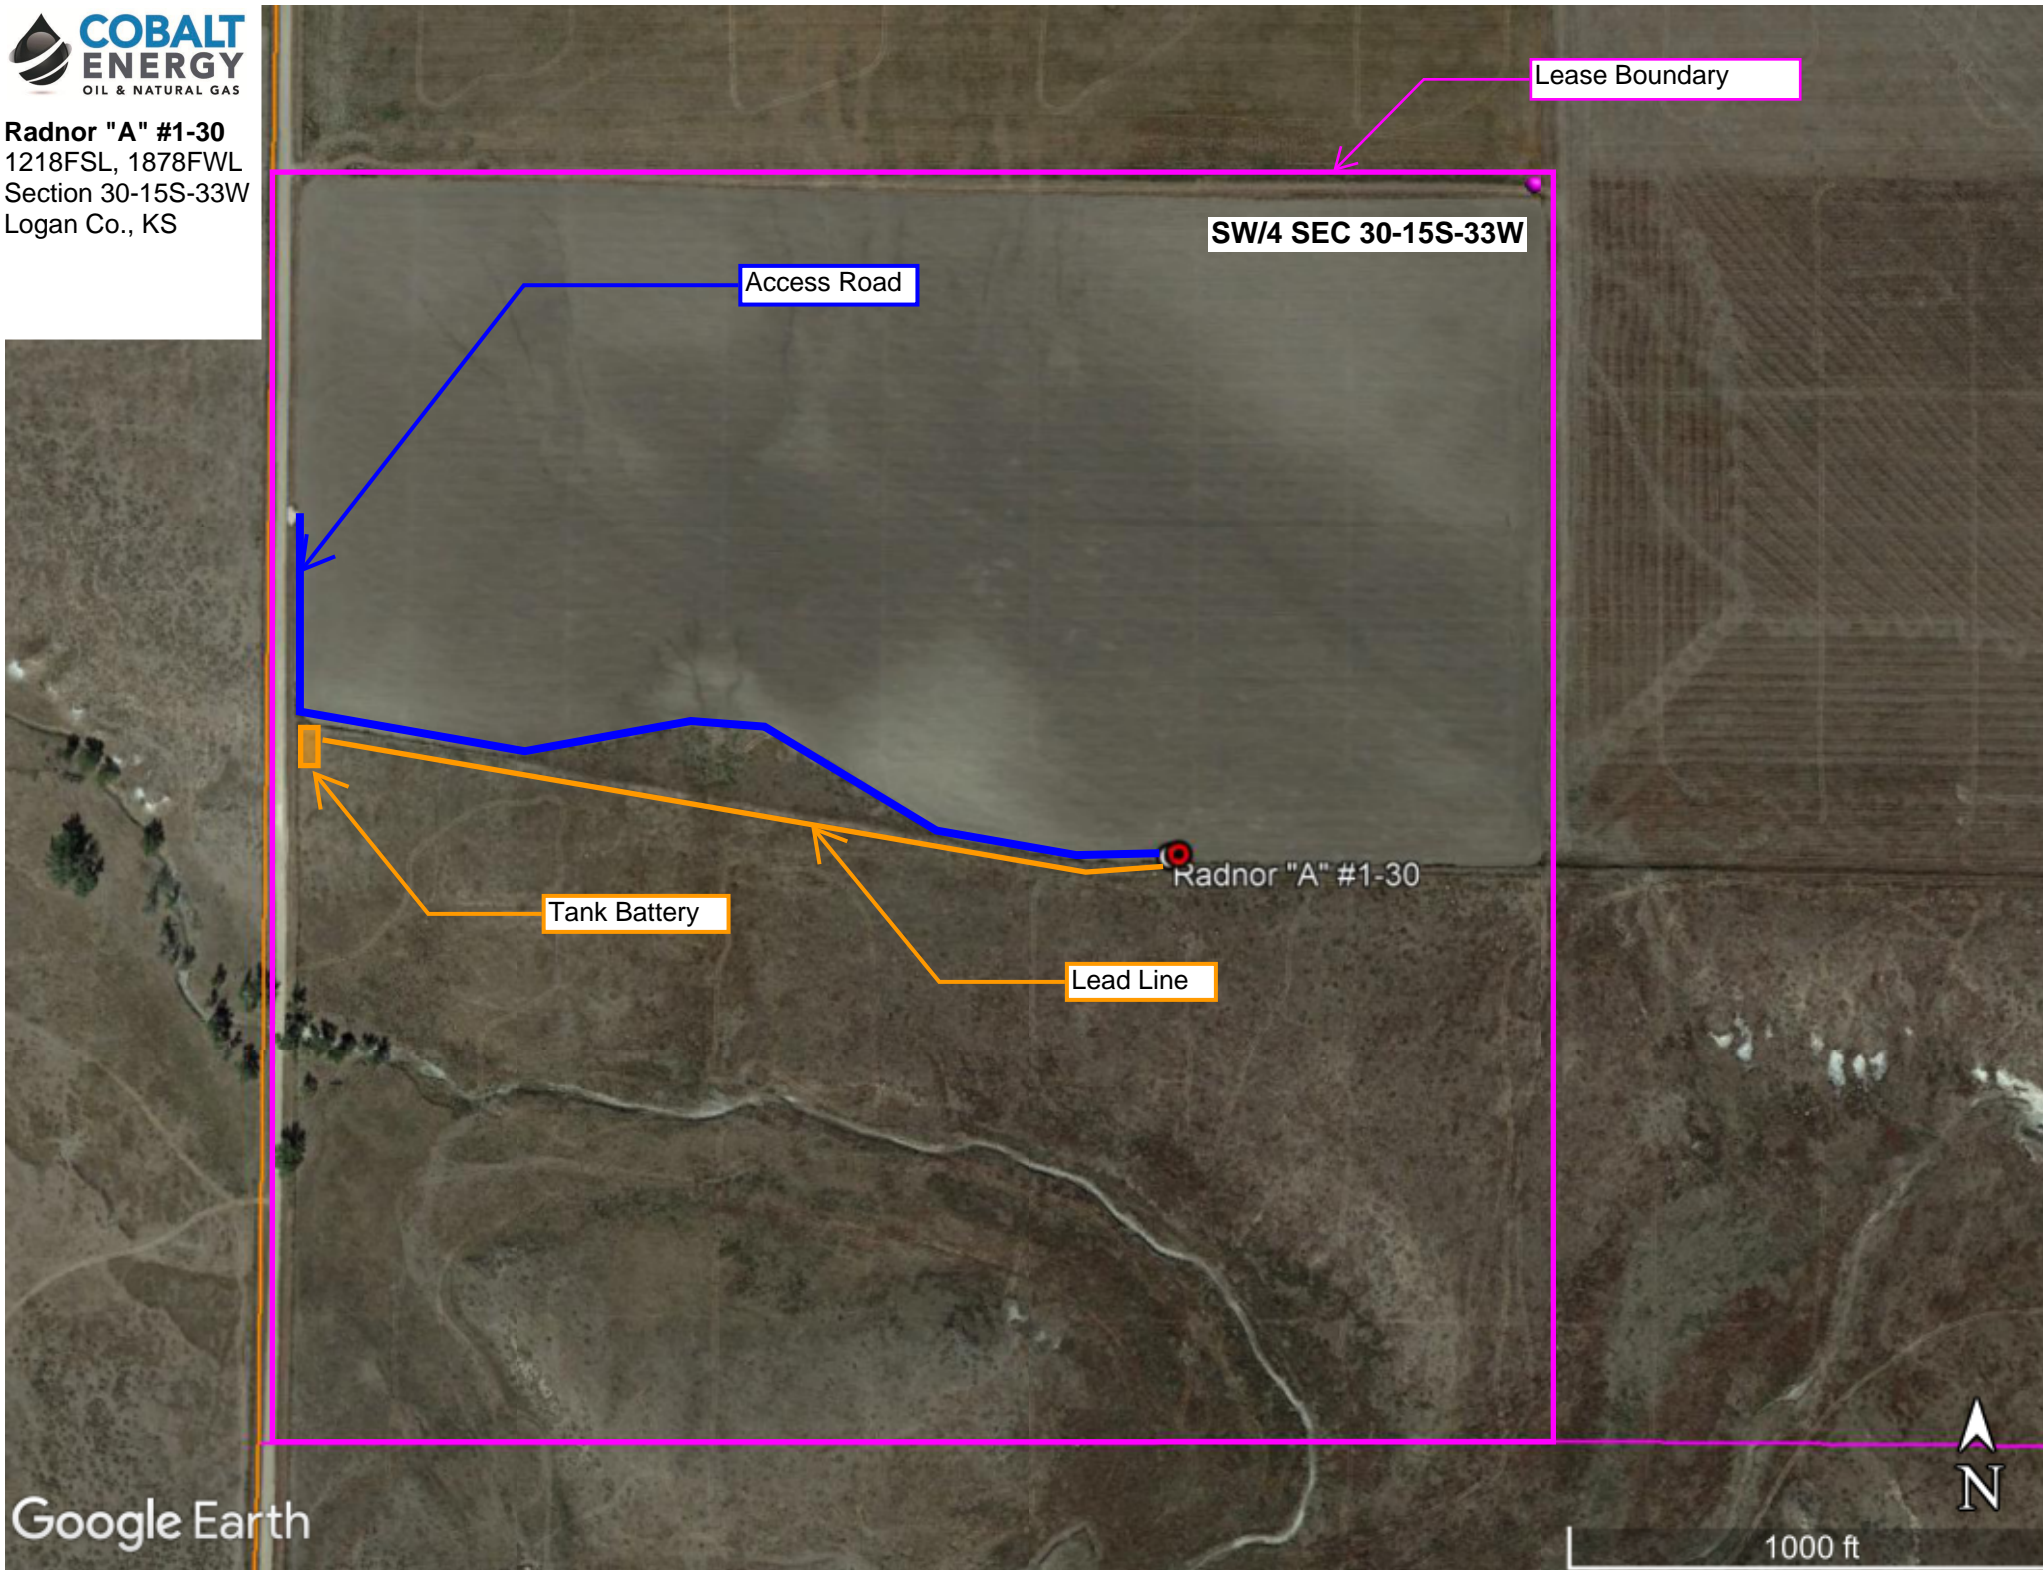 COBALT
ENERGY
OIL & NATURAL GAS
Radnor "A" #1-30
1218FSL, 1878FWL
Section 30-15S-33W
Logan Co., KS
Lease Boundary
SW/4 SEC 30-15S-33W
Access Road
Radnor "A" #1-30
Tank Battery
Lead Line
N
Google Earth
1000 ft